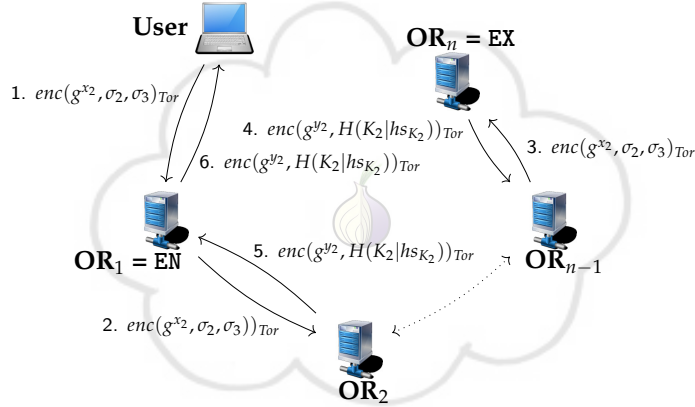 User
OR_n = EX
1. enc(g^{x_2}, σ_2, σ_3)_{Tor}
4. enc(g^{y_2}, H(K_2|hs_{K_2}))_{Tor}
3. enc(g^{x_2}, σ_2, σ_3)_{Tor}
6. enc(g^{y_2}, H(K_2|hs_{K_2}))_{Tor}
5. enc(g^{y_2}, H(K_2|hs_{K_2}))_{Tor}
OR_1 = EN
OR_{n−1}
2. enc(g^{x_2}, σ_2, σ_3))_{Tor}
OR_2